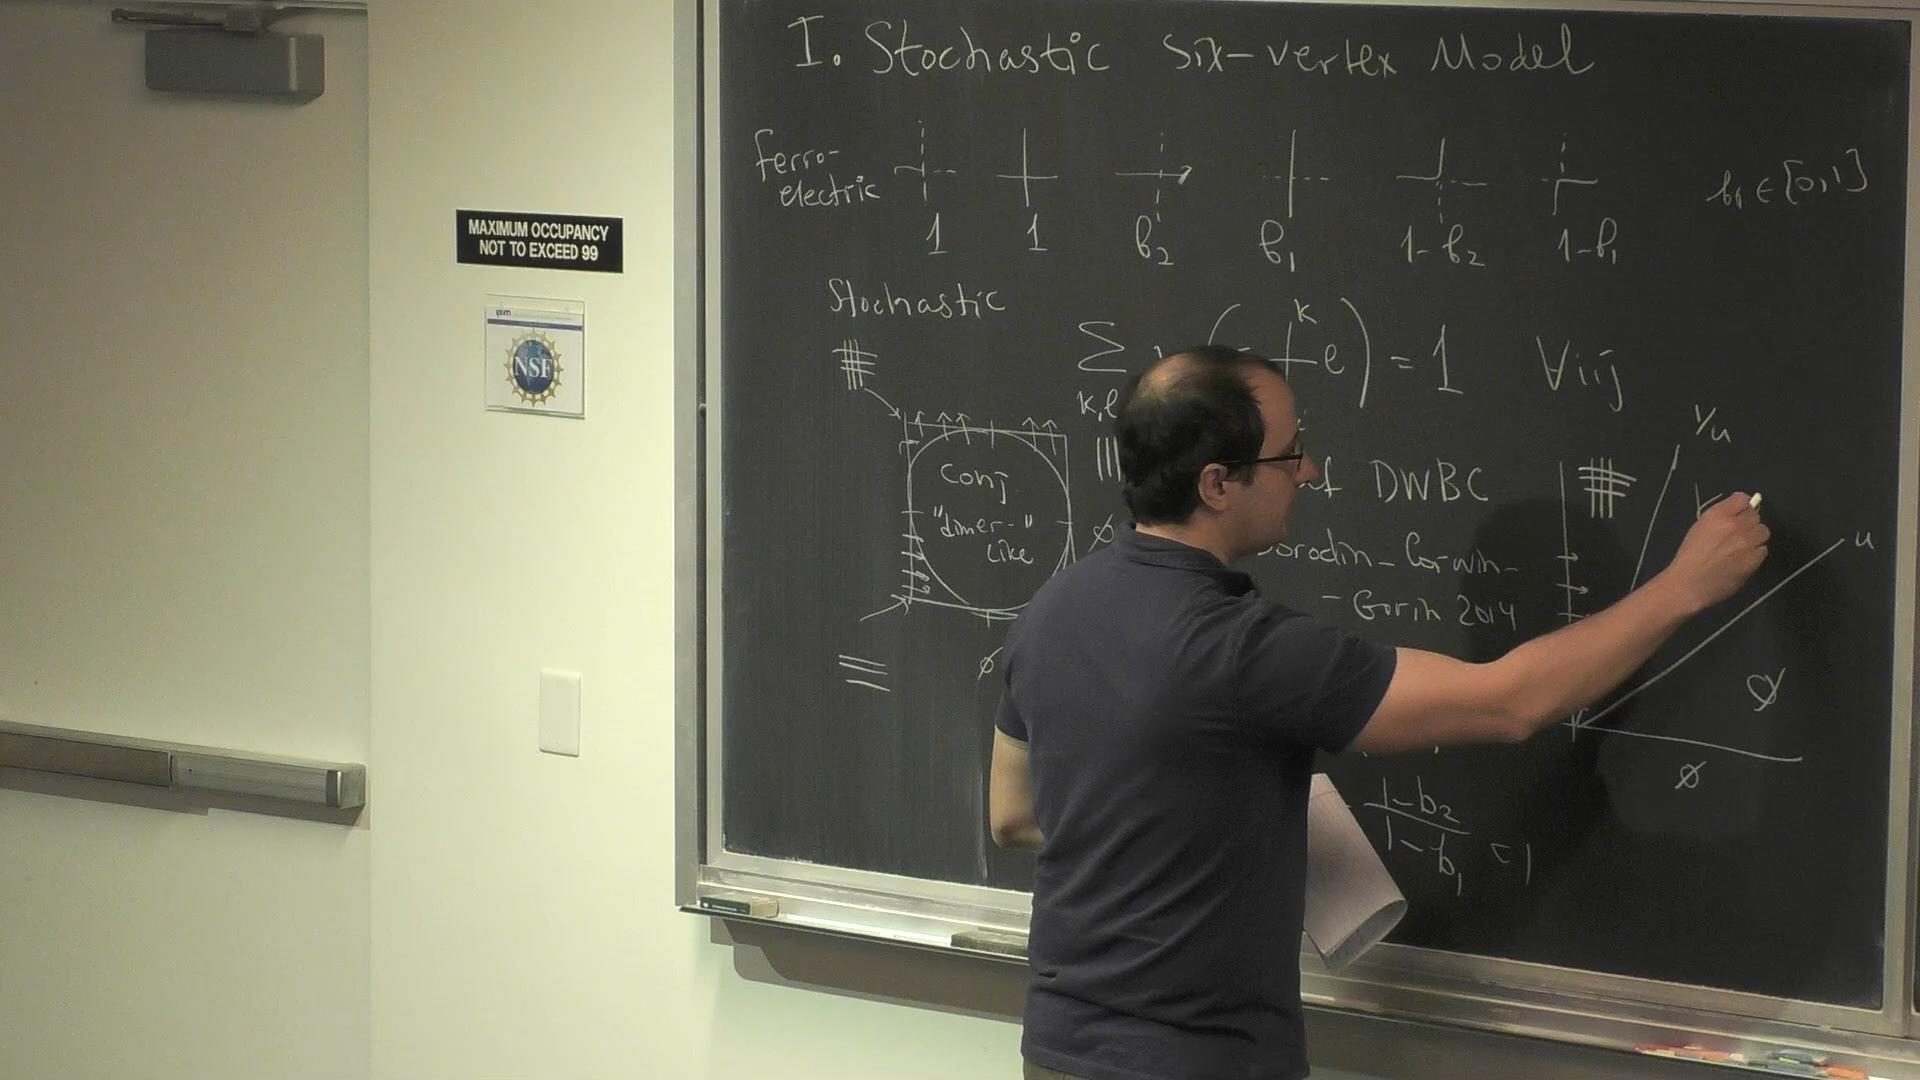 I. Stochastic six-vertex Model
ferro-
electric
1 1 b₂ b₁ 1-b₂ 1-b₁
b₁ ∈ [0,1]
Stochastic
∑ k = 1 ∀i,j
k,l
l
MAXIMUM OCCUPANCY
NOT TO EXCEED 99
ipam
NSF
Conj
"dimer-"
like
∅
DWBC
Borodin-Corwin-
-Gorin 2014
∅
1/u
u
∅
∅
1-b₂
1-b₁ = 1